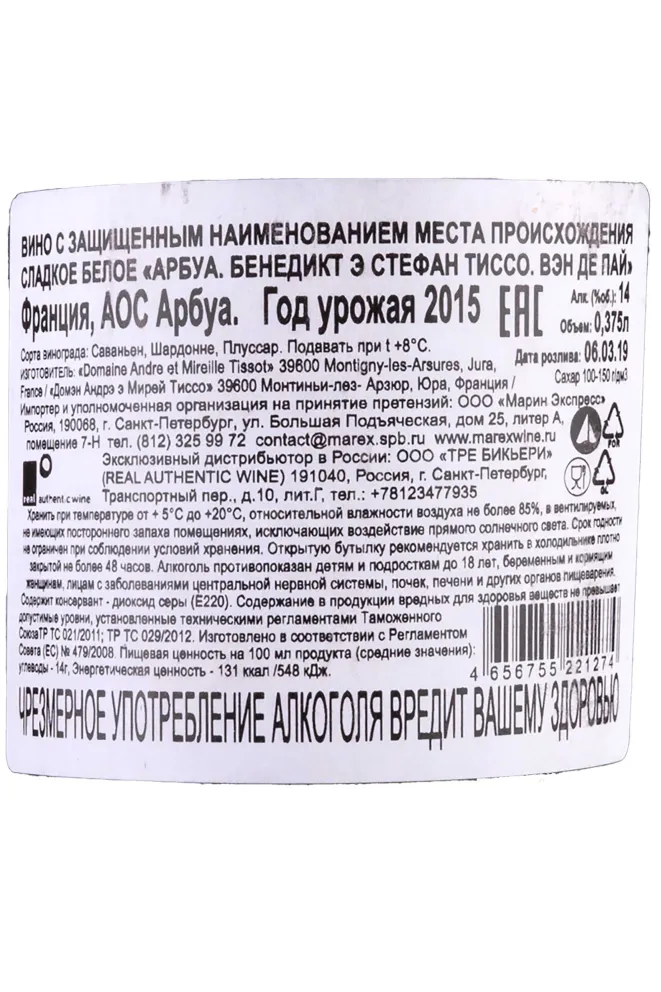 ВИНО С ЗАЩИЩЕННЫМ НАИМЕНОВАНИЕМ МЕСТА ПРОИСХОЖДЕНИЯ
СЛАДКОЕ БЕЛОЕ «АРБУА. БЕНЕДИКТ Э СТЕФАН ТИССО. ВЭН ДЕ ПАЙ»
Франция, АОС Арбуа. Год урожая 2015 EAC Алк. (%об.): 14
Объем: 0,375л
Сорта винограда: Саваньен, Шардонне, Плуссар. Подавать при t +8°C. Дата розлива: 06.03.19
ИЗГОТОВИТЕЛЬ: «Domaine Andre et Mireille Tissot» 39600 Montigny-les-Arsures, Jura, Сахар 100-150 г/дм3
France / «Домэн Андрэ э Мирей Тиссо» 39600 Монтиньи-лез- Арзюр, Юра, Франция /
Импортер и уполномоченная организация на принятие претензий: ООО «Марин Экспресс»
Россия, 190068, г. Санкт-Петербург, ул. Большая Подъяческая, дом 25, литер А,
помещение 7-Н тел. (812) 325 99 72 contact@marex.spb.ru www.marexwine.ru
Эксклюзивный дистрибьютор в России: ООО «ТРЕ БИКЬЕРИ»
(REAL AUTHENTIC WINE) 191040, Россия, г. Санкт-Петербург,
Транспортный пер., д.10, лит.Г, тел.: +78123477935
real authentic wine
FOR
GL
Хранить при температуре от + 5°C до +20°C, относительной влажности воздуха не более 85%, в вентилируемых,
не имеющих постороннего запаха помещениях, исключающих воздействие прямого солнечного света. Срок годности
не ограничен при соблюдении условий хранения. Открытую бутылку рекомендуется хранить в холодильнике плотно
закрытой не более 48 часов. Алкоголь противопоказан детям и подросткам до 18 лет, беременным и кормящим
женщинам, лицам с заболеваниями центральной нервной системы, почек, печени и других органов пищеварения.
Содержит консервант - диоксид серы (E220). Содержание в продукции вредных для здоровья веществ не превышает
допустимые уровни, установленные техническими регламентами Таможенного
Союза ТР ТС 021/2011; ТР ТС 029/2012. Изготовлено в соответствии с Регламентом
Совета (ЕС) № 479/2008. Пищевая ценность на 100 мл продукта (средние значения):
углеводы - 14г, Энергетическая ценность - 131 ккал /548 кДж.
4 656755 221274
ЧРЕЗМЕРНОЕ УПОТРЕБЛЕНИЕ АЛКОГОЛЯ ВРЕДИТ ВАШЕМУ ЗДОРОВЬЮ